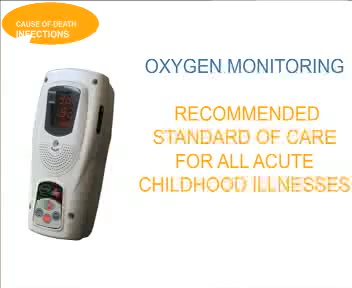 CAUSE OF DEATH
INFECTIONS
OXYGEN MONITORING
RECOMMENDED
STANDARD OF CARE
FOR ALL ACUTE
CHILDHOOD ILLNESSES